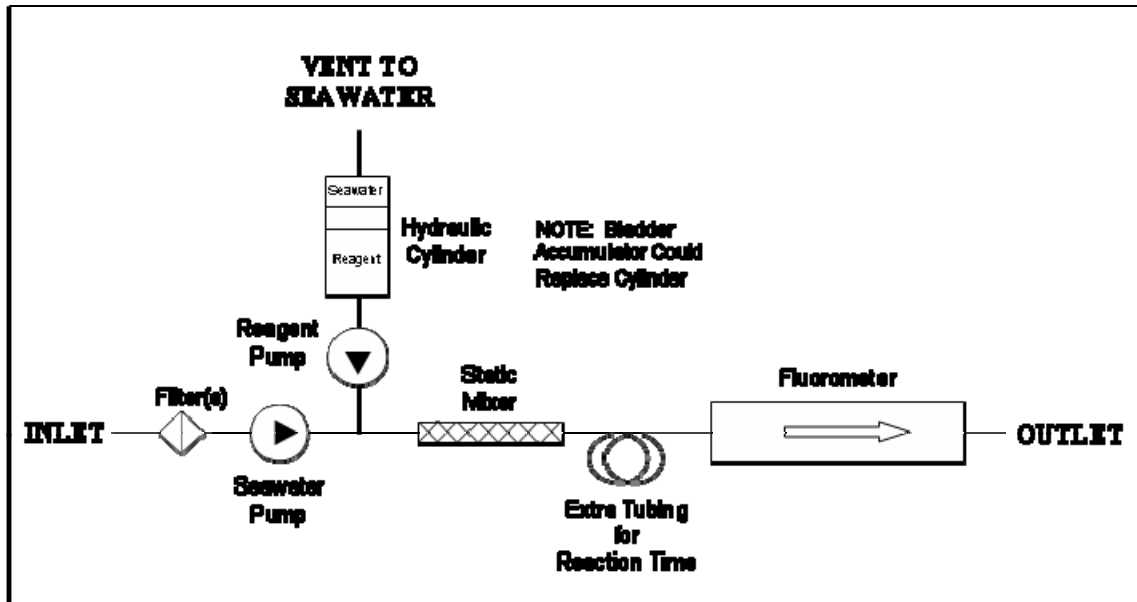 VENT TO
SEAWATER
Seawater
Reagent
Hydraulic
Cylinder
NOTE: Bladder
Accumulator Could
Replace Cylinder
Reagent
Pump
Filter(s)
Static
Mixer
Fluorometer
INLET
OUTLET
Seawater
Pump
Extra Tubing
for
Reaction Time